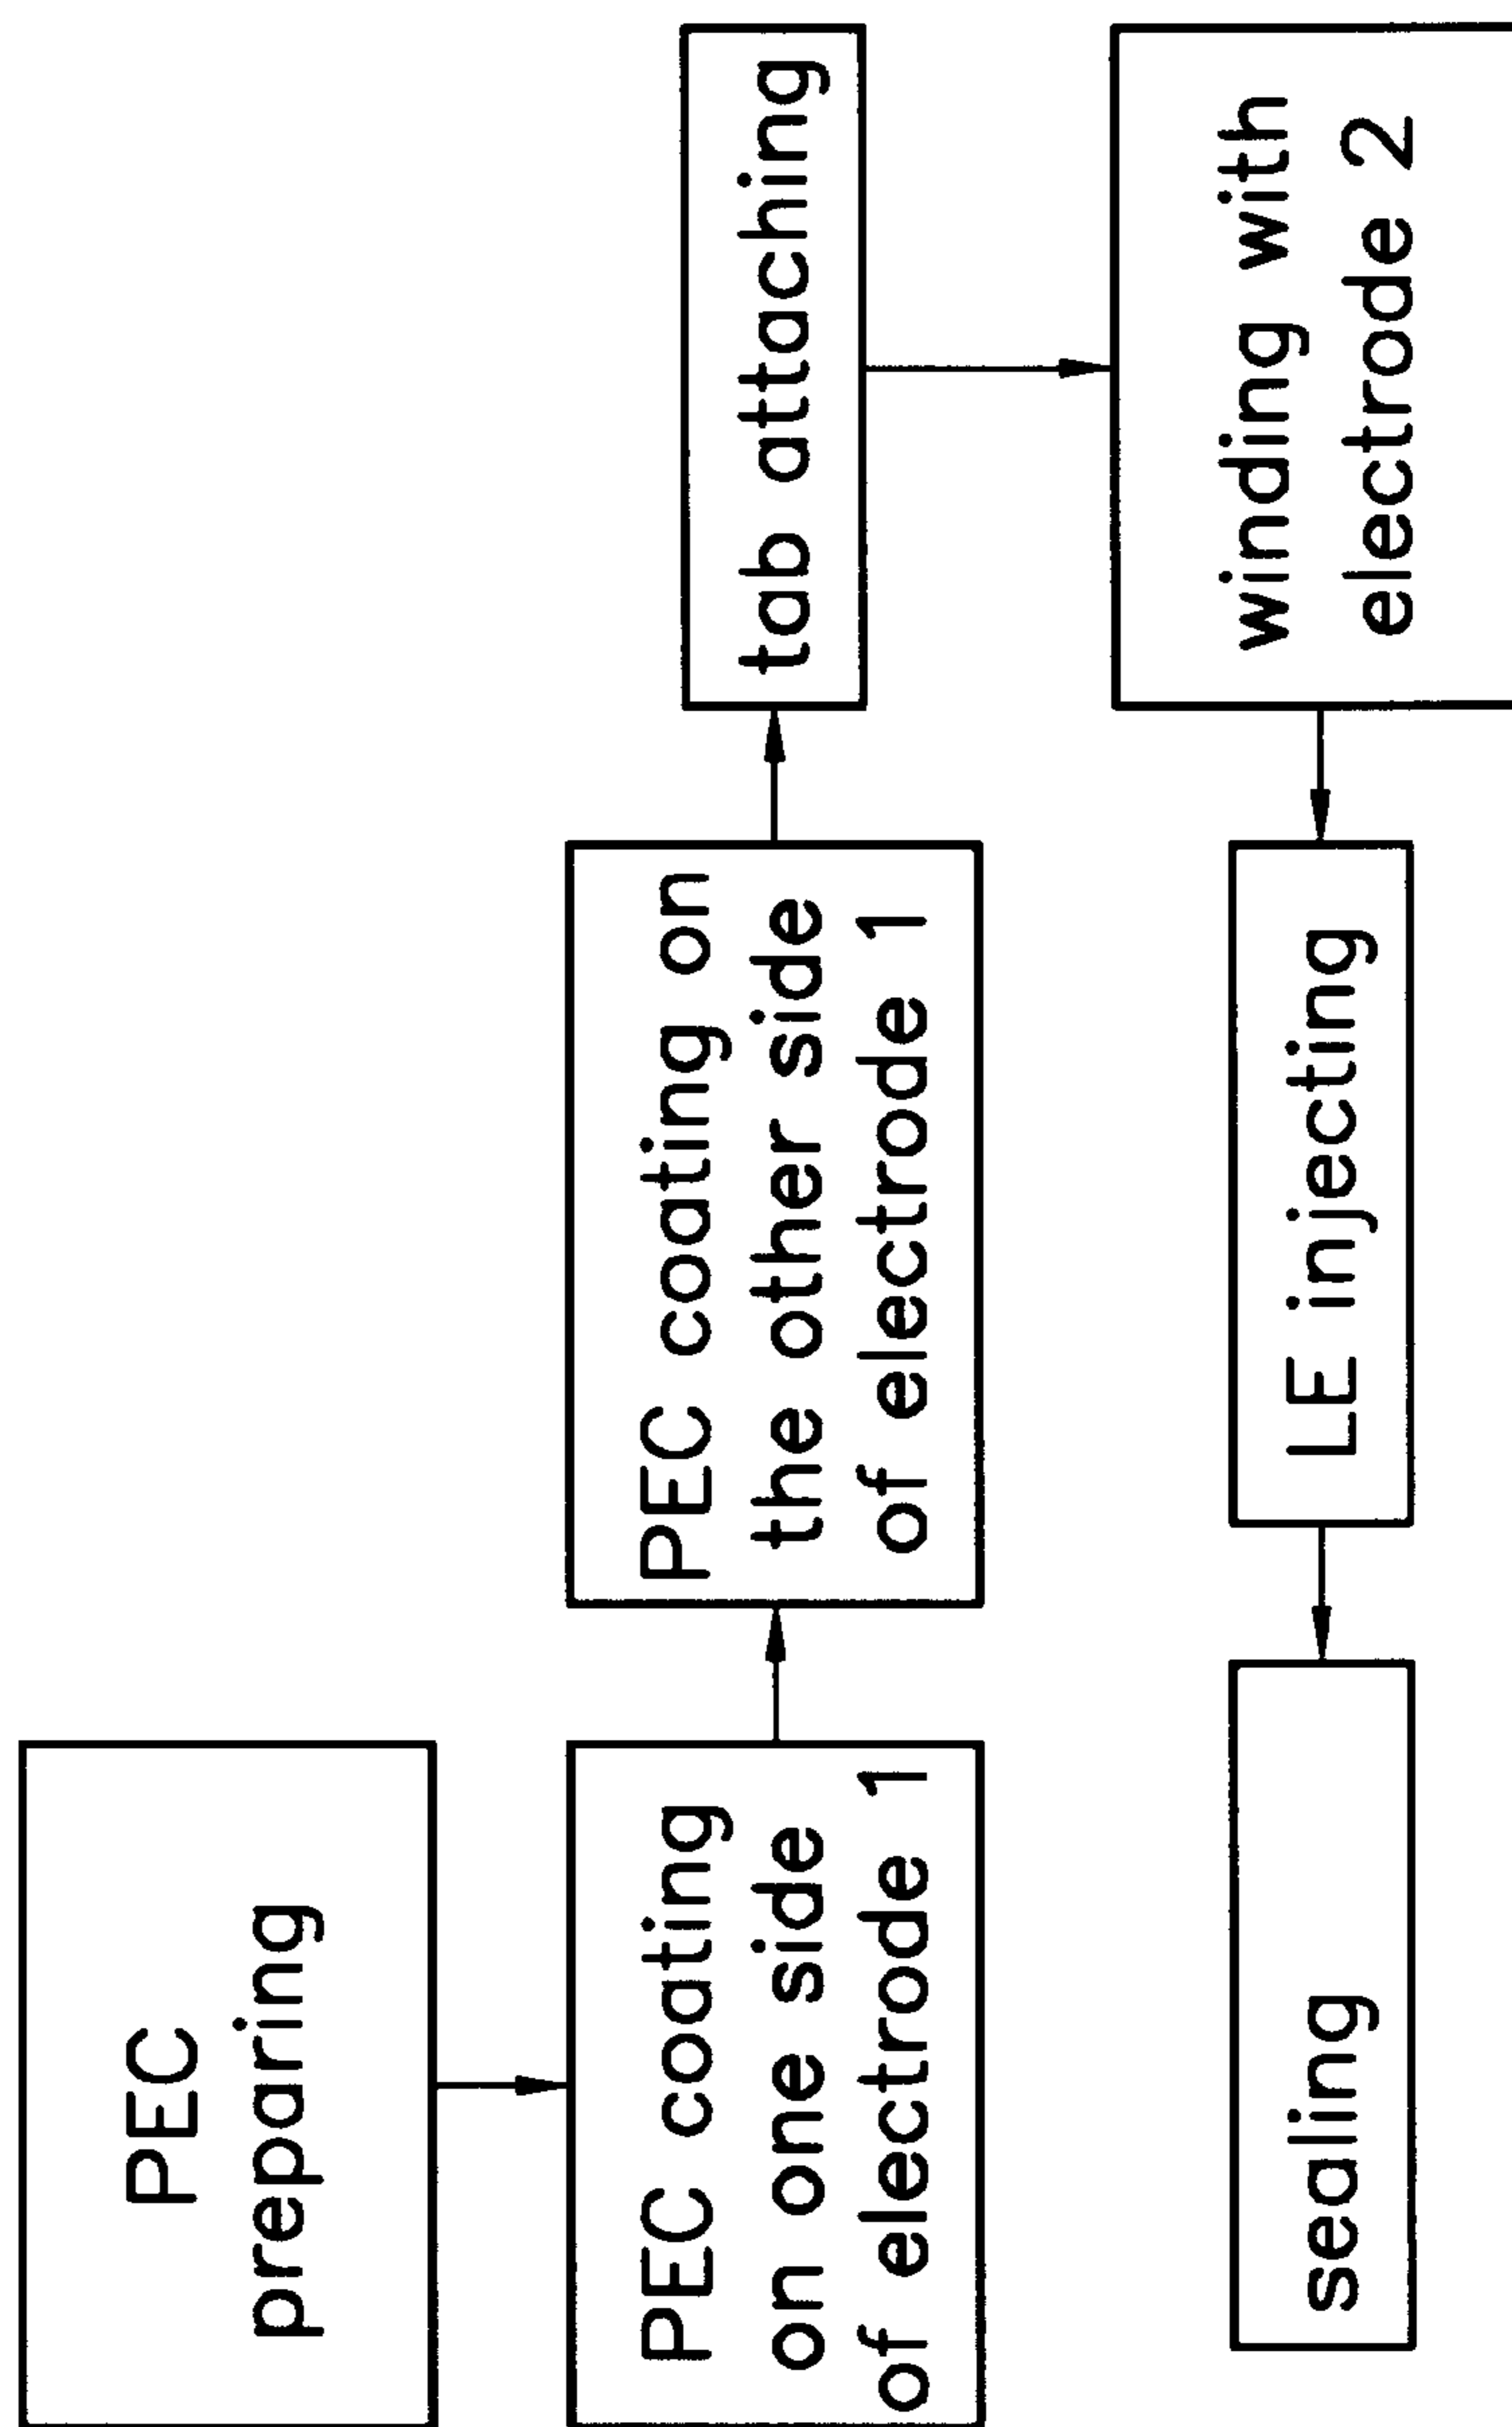 PEC
preparing
PEC coating
on one side
of electrode 1
PEC coating on
the other side
of electrode 1
tab attaching
winding with
electrode 2
LE injecting
sealing